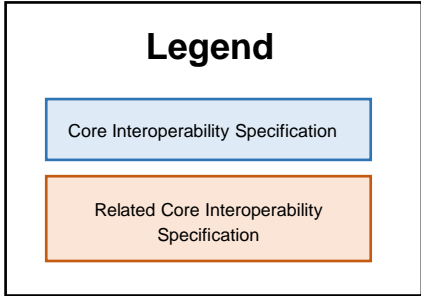 Legend
Core Interoperability Specification
Related Core Interoperability
Specification